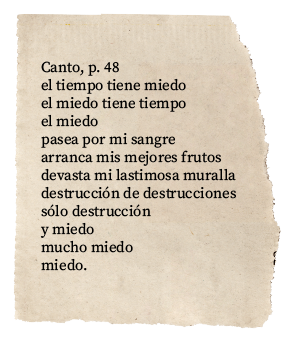 Canto, p. 48
el tiempo tiene miedo
el miedo tiene tiempo
el miedo
pasea por mi sangre
arranca mis mejores frutos
devasta mi lastimosa muralla
destrucción de destrucciones
sólo destrucción
y miedo
mucho miedo
miedo.